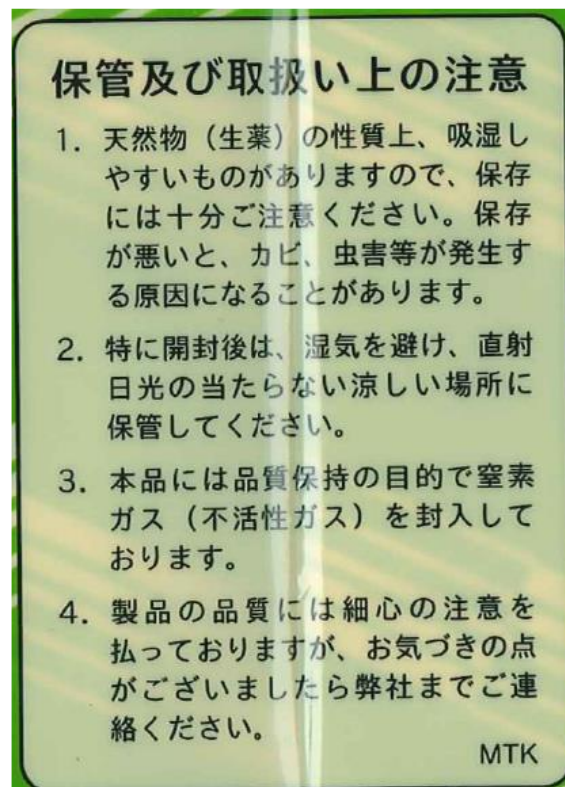 保管及び取扱い上の注意
1. 天然物（生薬）の性質上、吸湿し
やすいものがありますので、保存
には十分ご注意ください。保存
が悪いと、カビ、虫害等が発生す
る原因になることがあります。
2. 特に開封後は、湿気を避け、直射
日光の当たらない涼しい場所に
保管してください。
3. 本品には品質保持の目的で窒素
ガス（不活性ガス）を封入して
おります。
4. 製品の品質には細心の注意を
払っておりますが、お気づきの点
がございましたら弊社までご連
絡ください。
MTK